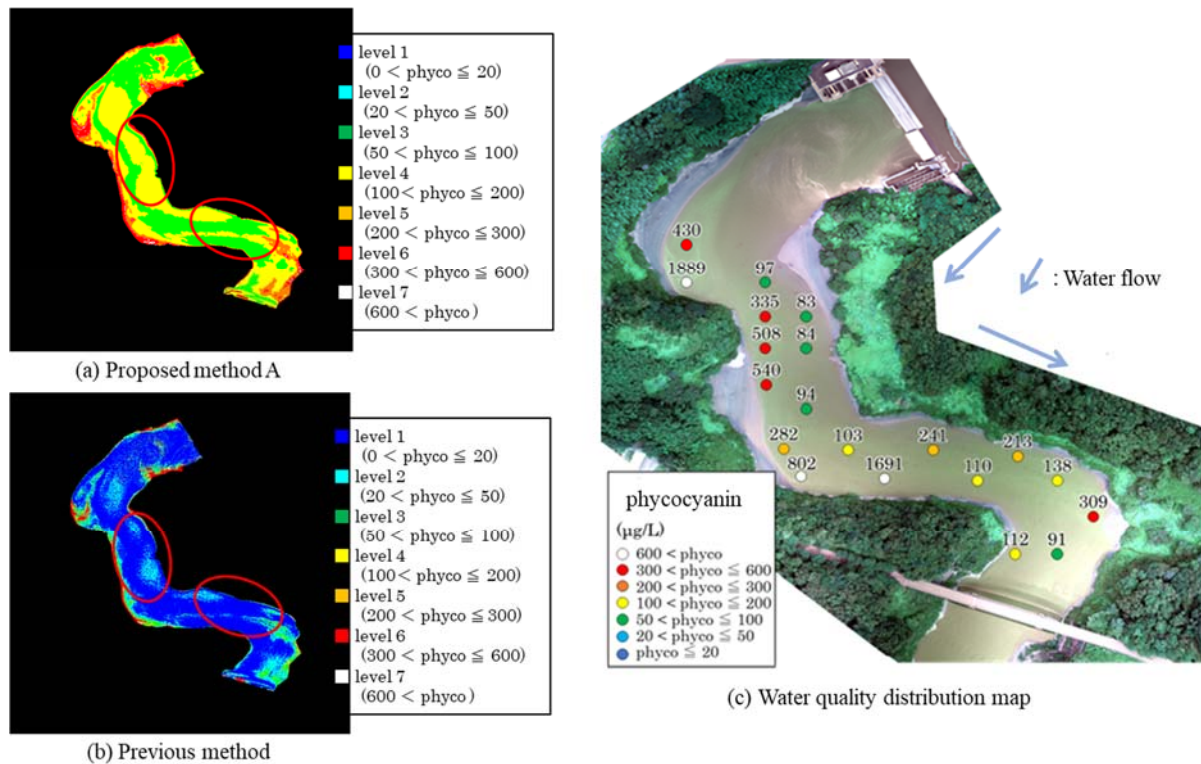 level 1
(0 < phyco ≦ 20)
level 2
(20 < phyco ≦ 50)
level 3
(50 < phyco ≦ 100)
level 4
(100< phyco ≦ 200)
level 5
(200 < phyco ≦300)
level 6
(300 < phyco ≦ 600)
level 7
(600 < phyco)
(a) Proposed method A
level 1
(0 < phyco ≦ 20)
level 2
(20 < phyco ≦ 50)
level 3
(50 < phyco ≦ 100)
level 4
(100< phyco ≦ 200)
level 5
(200 < phyco ≦300)
level 6
(300 < phyco ≦ 600)
level 7
(600 < phyco)
(b) Previous method
430
1889
97
335
83
508
84
540
94
282
103
241
213
802
1691
110
138
309
112
91
: Water flow
phycocyanin
(μg/L)
600 < phyco
300 < phyco ≦ 600
200 < phyco ≦ 300
100 < phyco ≦ 200
50 < phyco ≦ 100
20 < phyco ≦ 50
phyco ≦ 20
(c) Water quality distribution map